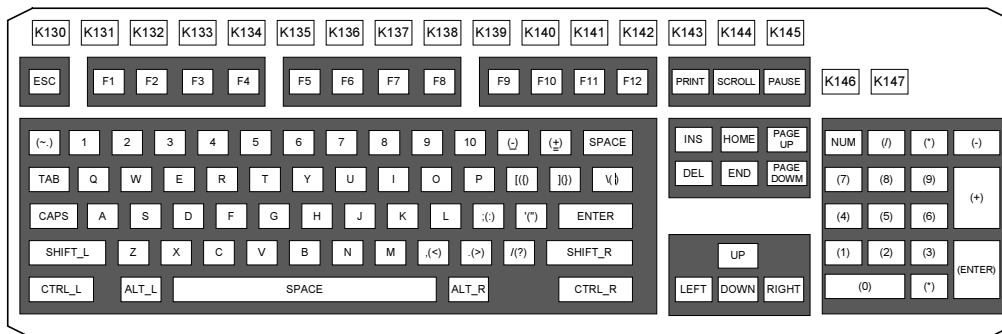 K130 K131 K132 K133 K134 K135 K136 K137 K138 K139 K140 K141 K142 K143 K144 K145
ESC F1 F2 F3 F4 F5 F6 F7 F8 F9 F10 F11 F12 PRINT SCROLL PAUSE K146 K147
(~.) 1 2 3 4 5 6 7 8 9 10 (-) (±) SPACE INS HOME PAGE UP NUM (/) (*) (-)
TAB Q W E R T Y U I O P [({) ](}) \(¦) DEL END PAGE DOWM (7) (8) (9) (+)
CAPS A S D F G H J K L ;(:) '(") ENTER (4) (5) (6)
SHIFT_L Z X C V B N M ,(<) .(>) /(?) SHIFT_R UP (1) (2) (3) (ENTER)
CTRL_L ALT_L SPACE ALT_R CTRL_R LEFT DOWN RIGHT (0) (*)